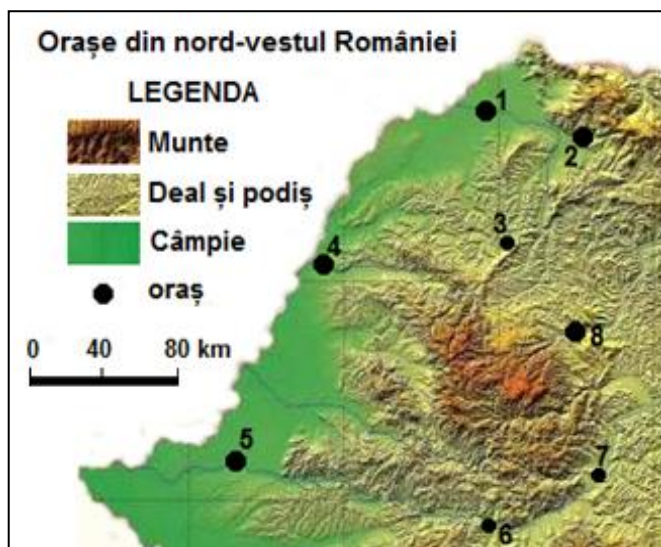 Orașe din nord-vestul României
LEGENDA
Munte
Deal și podiș
Câmpie
oraș
0 40 80 km
1
2
3
4
8
5
7
6